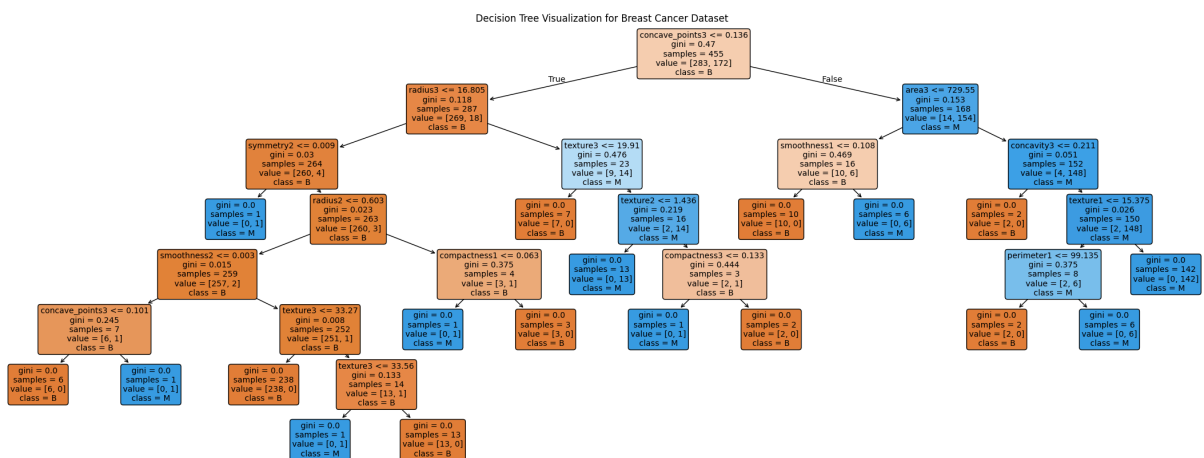 Decision Tree Visualization for Breast Cancer Dataset
concave_points3 <= 0.136
gini = 0.47
samples = 455
value = [283, 172]
class = B
True
False
radius3 <= 16.805
gini = 0.118
samples = 287
value = [269, 18]
class = B
area3 <= 729.55
gini = 0.153
samples = 168
value = [14, 154]
class = M
symmetry2 <= 0.009
gini = 0.03
samples = 264
value = [260, 4]
class = B
texture3 <= 19.91
gini = 0.476
samples = 23
value = [9, 14]
class = M
smoothness1 <= 0.108
gini = 0.469
samples = 16
value = [10, 6]
class = B
concavity3 <= 0.211
gini = 0.051
samples = 152
value = [4, 148]
class = M
gini = 0.0
samples = 1
value = [0, 1]
class = M
radius2 <= 0.603
gini = 0.023
samples = 263
value = [260, 3]
class = B
gini = 0.0
samples = 7
value = [7, 0]
class = B
texture2 <= 1.436
gini = 0.219
samples = 16
value = [2, 14]
class = M
gini = 0.0
samples = 10
value = [10, 0]
class = B
gini = 0.0
samples = 6
value = [0, 6]
class = M
gini = 0.0
samples = 2
value = [2, 0]
class = B
texture1 <= 15.375
gini = 0.026
samples = 150
value = [2, 148]
class = M
smoothness2 <= 0.003
gini = 0.015
samples = 259
value = [257, 2]
class = B
compactness1 <= 0.063
gini = 0.375
samples = 4
value = [3, 1]
class = B
gini = 0.0
samples = 13
value = [0, 13]
class = M
compactness3 <= 0.133
gini = 0.444
samples = 3
value = [2, 1]
class = B
perimeter1 <= 99.135
gini = 0.375
samples = 8
value = [2, 6]
class = M
gini = 0.0
samples = 142
value = [0, 142]
class = M
concave_points3 <= 0.101
gini = 0.245
samples = 7
value = [6, 1]
class = B
texture3 <= 33.27
gini = 0.008
samples = 252
value = [251, 1]
class = B
gini = 0.0
samples = 1
value = [0, 1]
class = M
gini = 0.0
samples = 3
value = [3, 0]
class = B
gini = 0.0
samples = 1
value = [0, 1]
class = M
gini = 0.0
samples = 2
value = [2, 0]
class = B
gini = 0.0
samples = 2
value = [2, 0]
class = B
gini = 0.0
samples = 6
value = [0, 6]
class = M
gini = 0.0
samples = 6
value = [6, 0]
class = B
gini = 0.0
samples = 1
value = [0, 1]
class = M
gini = 0.0
samples = 238
value = [238, 0]
class = B
texture3 <= 33.56
gini = 0.133
samples = 14
value = [13, 1]
class = B
gini = 0.0
samples = 1
value = [0, 1]
class = M
gini = 0.0
samples = 13
value = [13, 0]
class = B